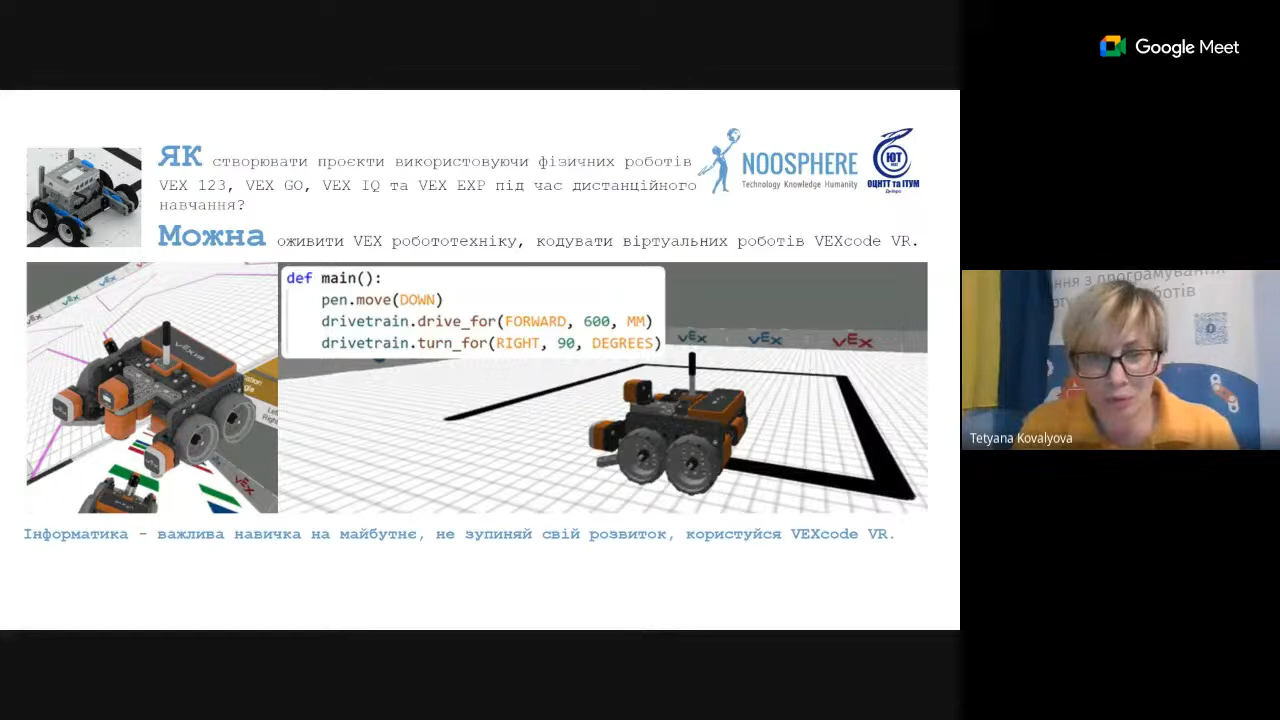 Google Meet
ЯК створювати проєкти використовуючи фізичних роботів
VEX 123, VEX GO, VEX IQ та VEX EXP під час дистанційного
навчання?
Можна оживити VEX робототехніку, кодувати віртуальних роботів VEXcode VR.
NOOSPHERE
Technology Knowledge Humanity
ЮТ
ОЦНТТ та ІТУМ
Дніпро
def main():
pen.move(DOWN)
drivetrain.drive_for(FORWARD, 600, MM)
drivetrain.turn_for(RIGHT, 90, DEGREES)
VEX VEX VEX
VEX
Інформатика - важлива навичка на майбутнє, не зупиняй свій розвиток, користуйся VEXcode VR.
Tetyana Kovalyova